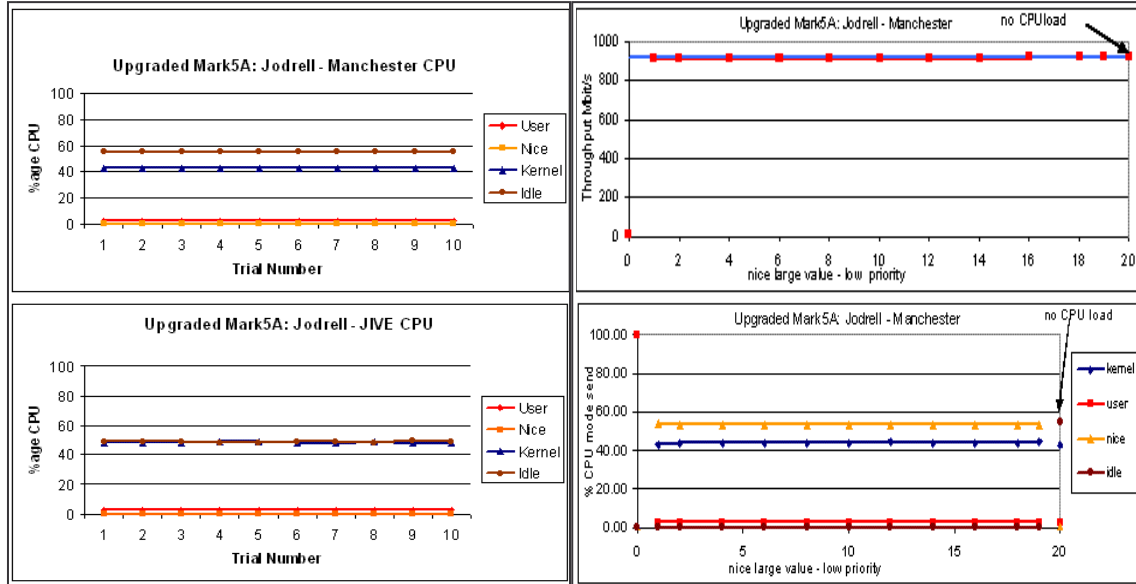 Upgraded Mark5A: Jodrell - Manchester CPU
%age CPU
100
80
60
40
20
0
1 2 3 4 5 6 7 8 9 10
Trial Number
User
Nice
Kernel
Idle
Upgraded Mark5A: Jodrell - Manchester
no CPU load
Throughput Mbit/s
1000
800
600
400
200
0
0 2 4 6 8 10 12 14 16 18 20
nice large value - low priority
Upgraded Mark5A: Jodrell - JIVE CPU
%age CPU
100
80
60
40
20
0
1 2 3 4 5 6 7 8 9 10
Trial Number
User
Nice
Kernel
Idle
Upgraded Mark5A: Jodrell - Manchester
no CPU load
% CPU mode send
100.00
80.00
60.00
40.00
20.00
0.00
0 5 10 15 20
nice large value - low priority
kernel
user
nice
idle